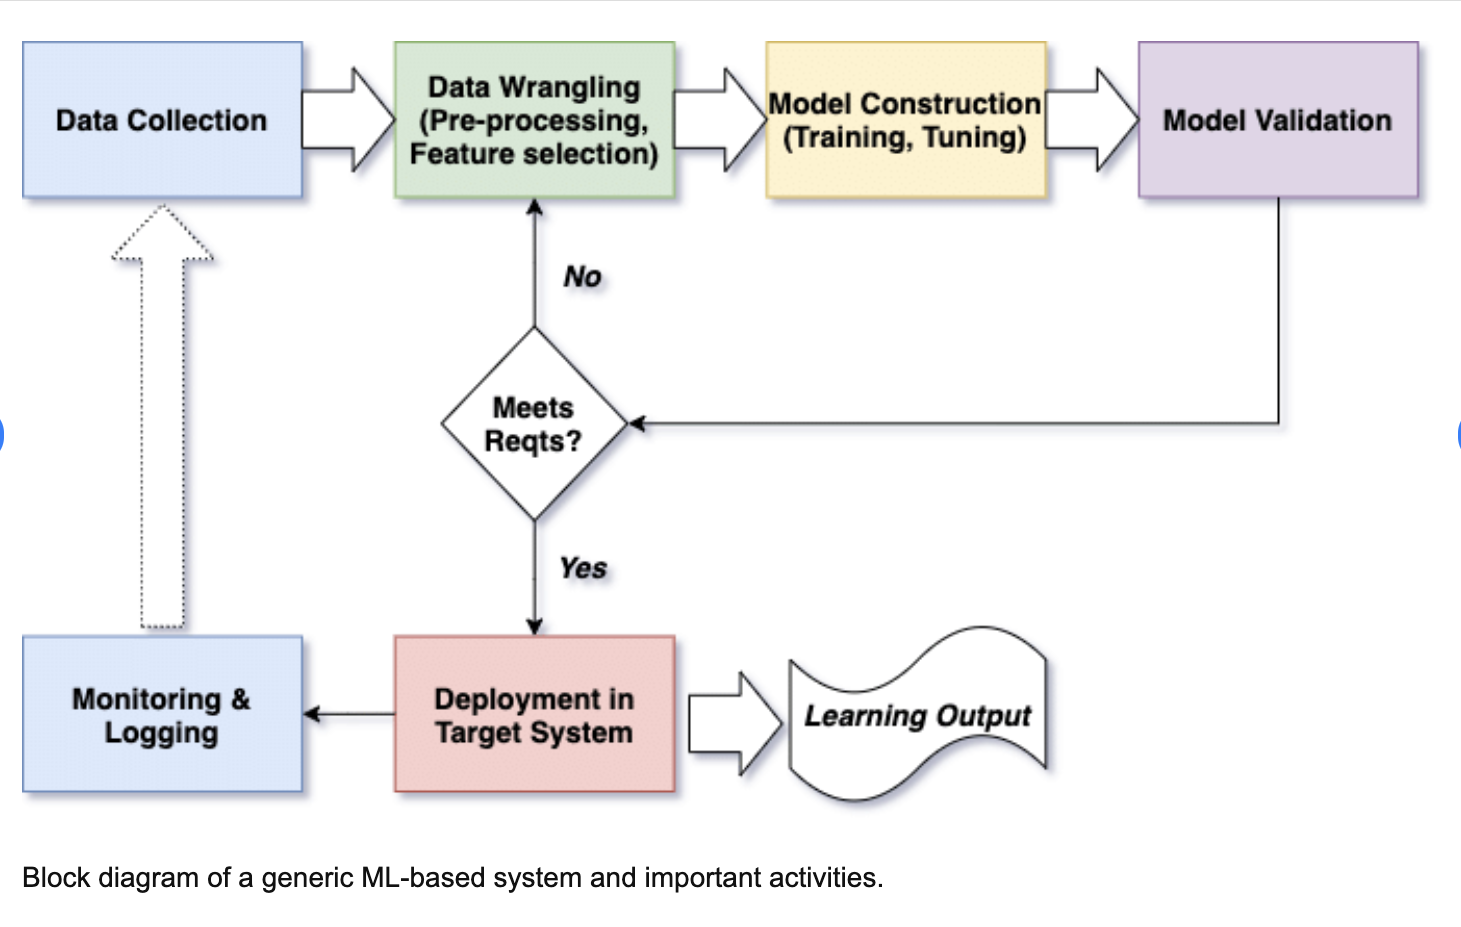 Data Collection
Data Wrangling
(Pre-processing,
Feature selection)
Model Construction
(Training, Tuning)
Model Validation
No
Meets
Reqts?
Yes
Monitoring &
Logging
Deployment in
Target System
Learning Output
Block diagram of a generic ML-based system and important activities.